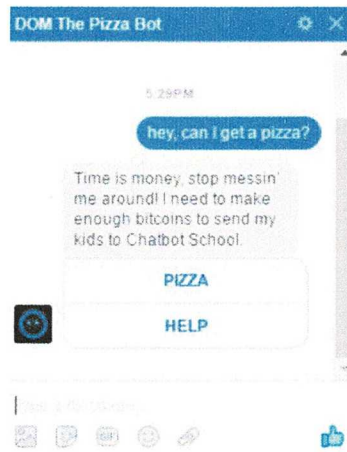 DOM The Pizza Bot
5:29PM
hey, can I get a pizza?
Time is money, stop messin'
me around! I need to make
enough bitcoins to send my
kids to Chatbot School.
PIZZA
HELP
GIF